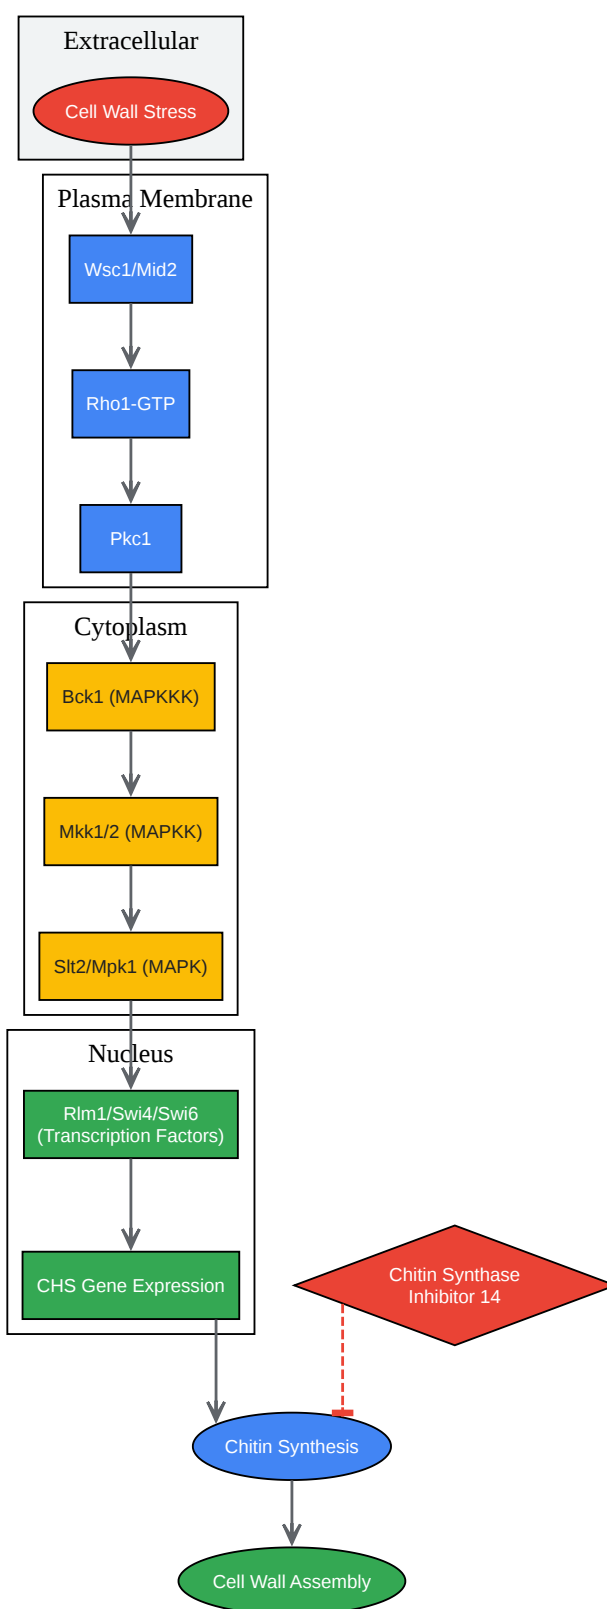 Extracellular
Cell Wall Stress
Plasma Membrane
Wsc1/Mid2
Rho1-GTP
Pkc1
Cytoplasm
Bck1 (MAPKKK)
Mkk1/2 (MAPKK)
Slt2/Mpk1 (MAPK)
Nucleus
Rlm1/Swi4/Swi6
(Transcription Factors)
CHS Gene Expression
Chitin Synthase
Inhibitor 14
Chitin Synthesis
Cell Wall Assembly